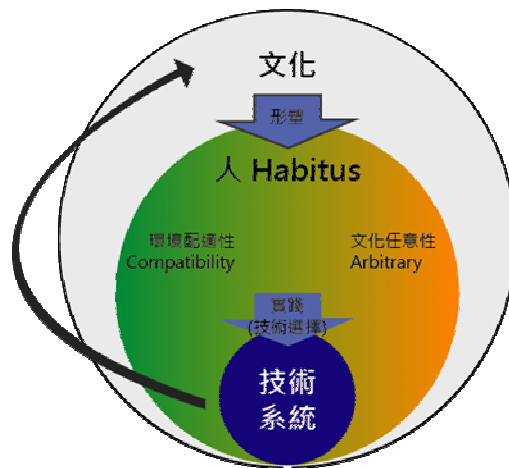 文化
形塑
人 Habitus
環境配適性
Compatibility
文化任意性
Arbitrary
實踐
(技術選擇)
技術
系統